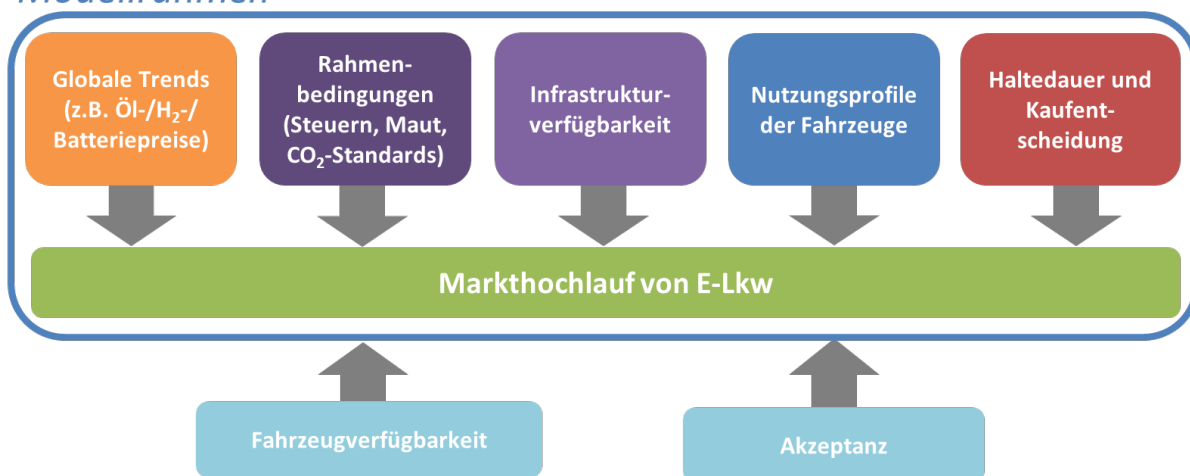 Modellrahmen
Globale Trends
(z.B. Öl-/H₂-/
Batteriepreise)
Rahmen-
bedingungen
(Steuern, Maut,
CO₂-Standards)
Infrastruktur-
verfügbarkeit
Nutzungsprofile
der Fahrzeuge
Haltedauer und
Kaufent-
scheidung
Markthochlauf von E-Lkw
Fahrzeugverfügbarkeit
Akzeptanz